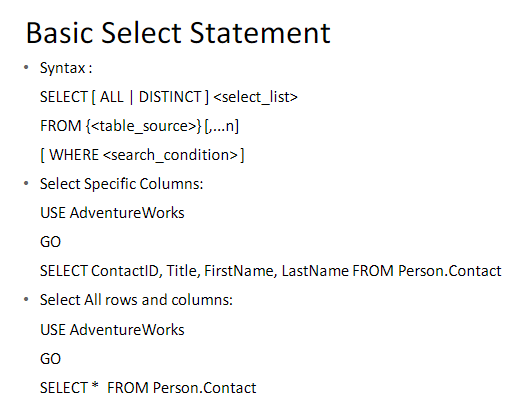 Basic Select Statement
• Syntax :
SELECT [ ALL | DISTINCT ] <select_list>
FROM {<table_source>} [,...n]
[ WHERE <search_condition> ]
• Select Specific Columns:
USE AdventureWorks
GO
SELECT ContactID, Title, FirstName, LastName FROM Person.Contact
• Select All rows and columns:
USE AdventureWorks
GO
SELECT *  FROM Person.Contact